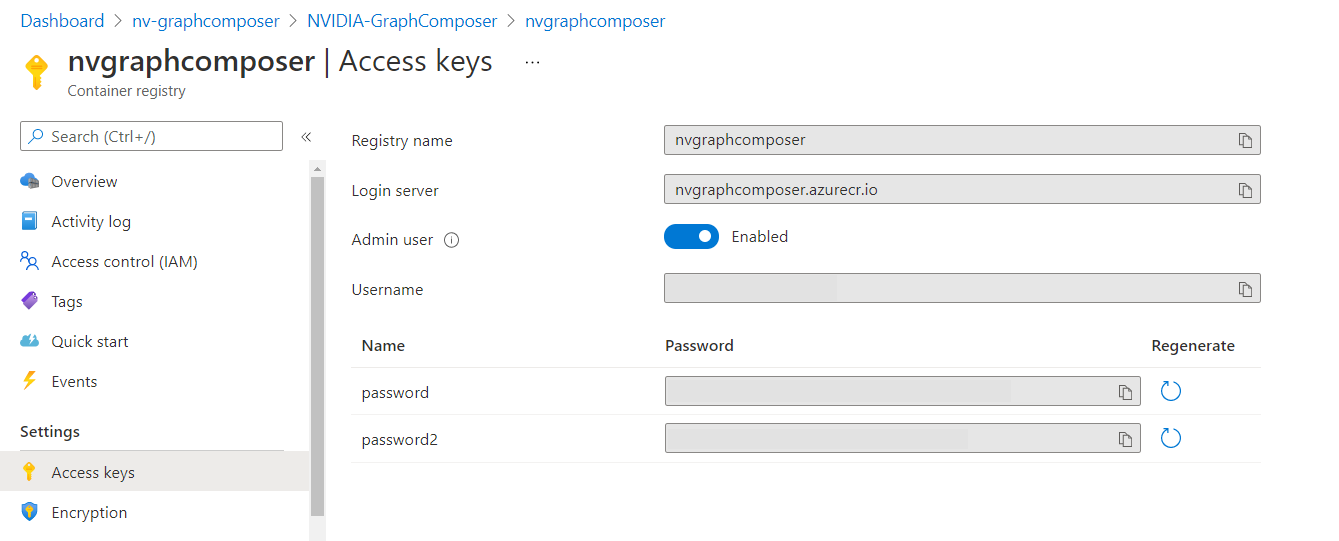 Dashboard > nv-graphcomposer > NVIDIA-GraphComposer > nvgraphcomposer
nvgraphcomposer | Access keys ...
Container registry
Search (Ctrl+/)
«
Overview
Activity log
Access control (IAM)
Tags
Quick start
Events
Settings
Access keys
Encryption
Registry name nvgraphcomposer
Login server nvgraphcomposer.azurecr.io
Admin user Enabled
Username
Name Password Regenerate
password
password2